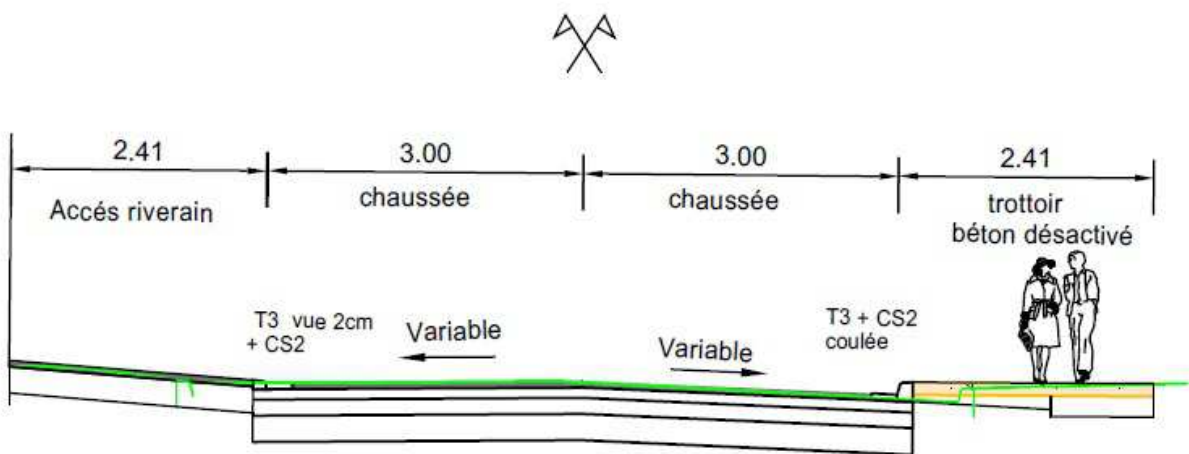 2.41
3.00
3.00
2.41
Accés riverain
chaussée
chaussée
trottoir
béton désactivé
T3 vue 2cm
+ CS2
Variable
Variable
T3 + CS2
coulée